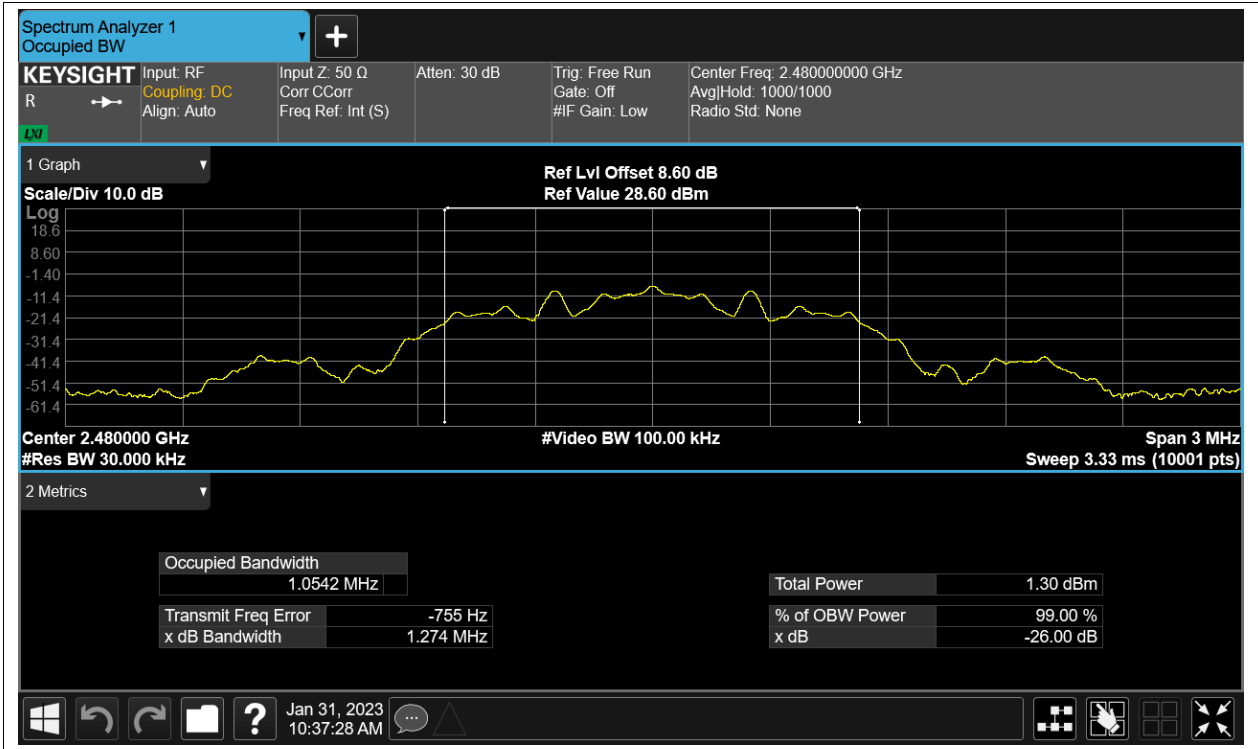 Spectrum Analyzer 1
Occupied BW
KEYSIGHT
R
LXI
Input: RF
Coupling: DC
Align: Auto
Input Z: 50 Ω
Corr CCorr
Freq Ref: Int (S)
Atten: 30 dB
Trig: Free Run
Gate: Off
#IF Gain: Low
Center Freq: 2.480000000 GHz
Avg|Hold: 1000/1000
Radio Std: None
1 Graph
Scale/Div 10.0 dB
Ref Lvl Offset 8.60 dB
Ref Value 28.60 dBm
Log
18.6
8.60
-1.40
-11.4
-21.4
-31.4
-41.4
-51.4
-61.4
Center 2.480000 GHz
#Res BW 30.000 kHz
#Video BW 100.00 kHz
Span 3 MHz
Sweep 3.33 ms (10001 pts)
2 Metrics
Occupied Bandwidth
1.0542 MHz
Transmit Freq Error -755 Hz
x dB Bandwidth 1.274 MHz
Total Power 1.30 dBm
% of OBW Power 99.00 %
x dB -26.00 dB
?
Jan 31, 2023
10:37:28 AM